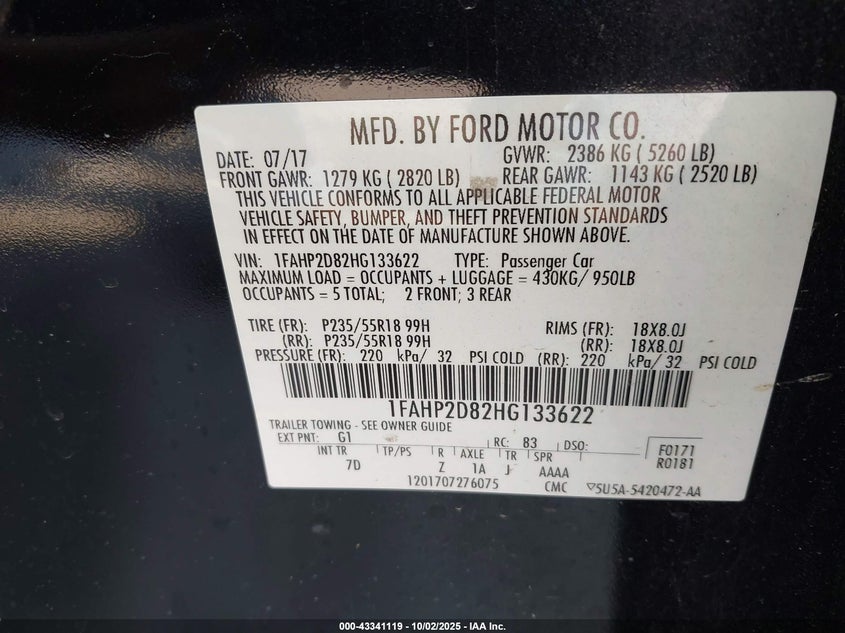 MFD. BY FORD MOTOR CO.
DATE: 07/17 GVWR: 2386 KG ( 5260 LB)
FRONT GAWR: 1279 KG ( 2820 LB) REAR GAWR: 1143 KG ( 2520 LB)
THIS VEHICLE CONFORMS TO ALL APPLICABLE FEDERAL MOTOR
VEHICLE SAFETY, BUMPER, AND THEFT PREVENTION STANDARDS
IN EFFECT ON THE DATE OF MANUFACTURE SHOWN ABOVE.
VIN: 1FAHP2D82HG133622 TYPE: Passenger Car
MAXIMUM LOAD = OCCUPANTS + LUGGAGE = 430KG/ 950LB
OCCUPANTS = 5 TOTAL; 2 FRONT; 3 REAR
TIRE (FR): P235/55R18 99H RIMS (FR): 18X8.0J
(RR): P235/55R18 99H (RR): 18X8.0J
PRESSURE (FR): 220 kPa/ 32 PSI COLD (RR): 220 kPa/ 32 PSI COLD
1FAHP2D82HG133622
TRAILER TOWING - SEE OWNER GUIDE
EXT PNT: G1 RC: 83 DSO: F0171
INT TR TP/PS R AXLE TR SPR R0181
7D Z 1A J AAAA
1201707276075 CMC ▽5U5A-5420472-AA
000-43341119 - 10/02/2025 - IAA Inc.